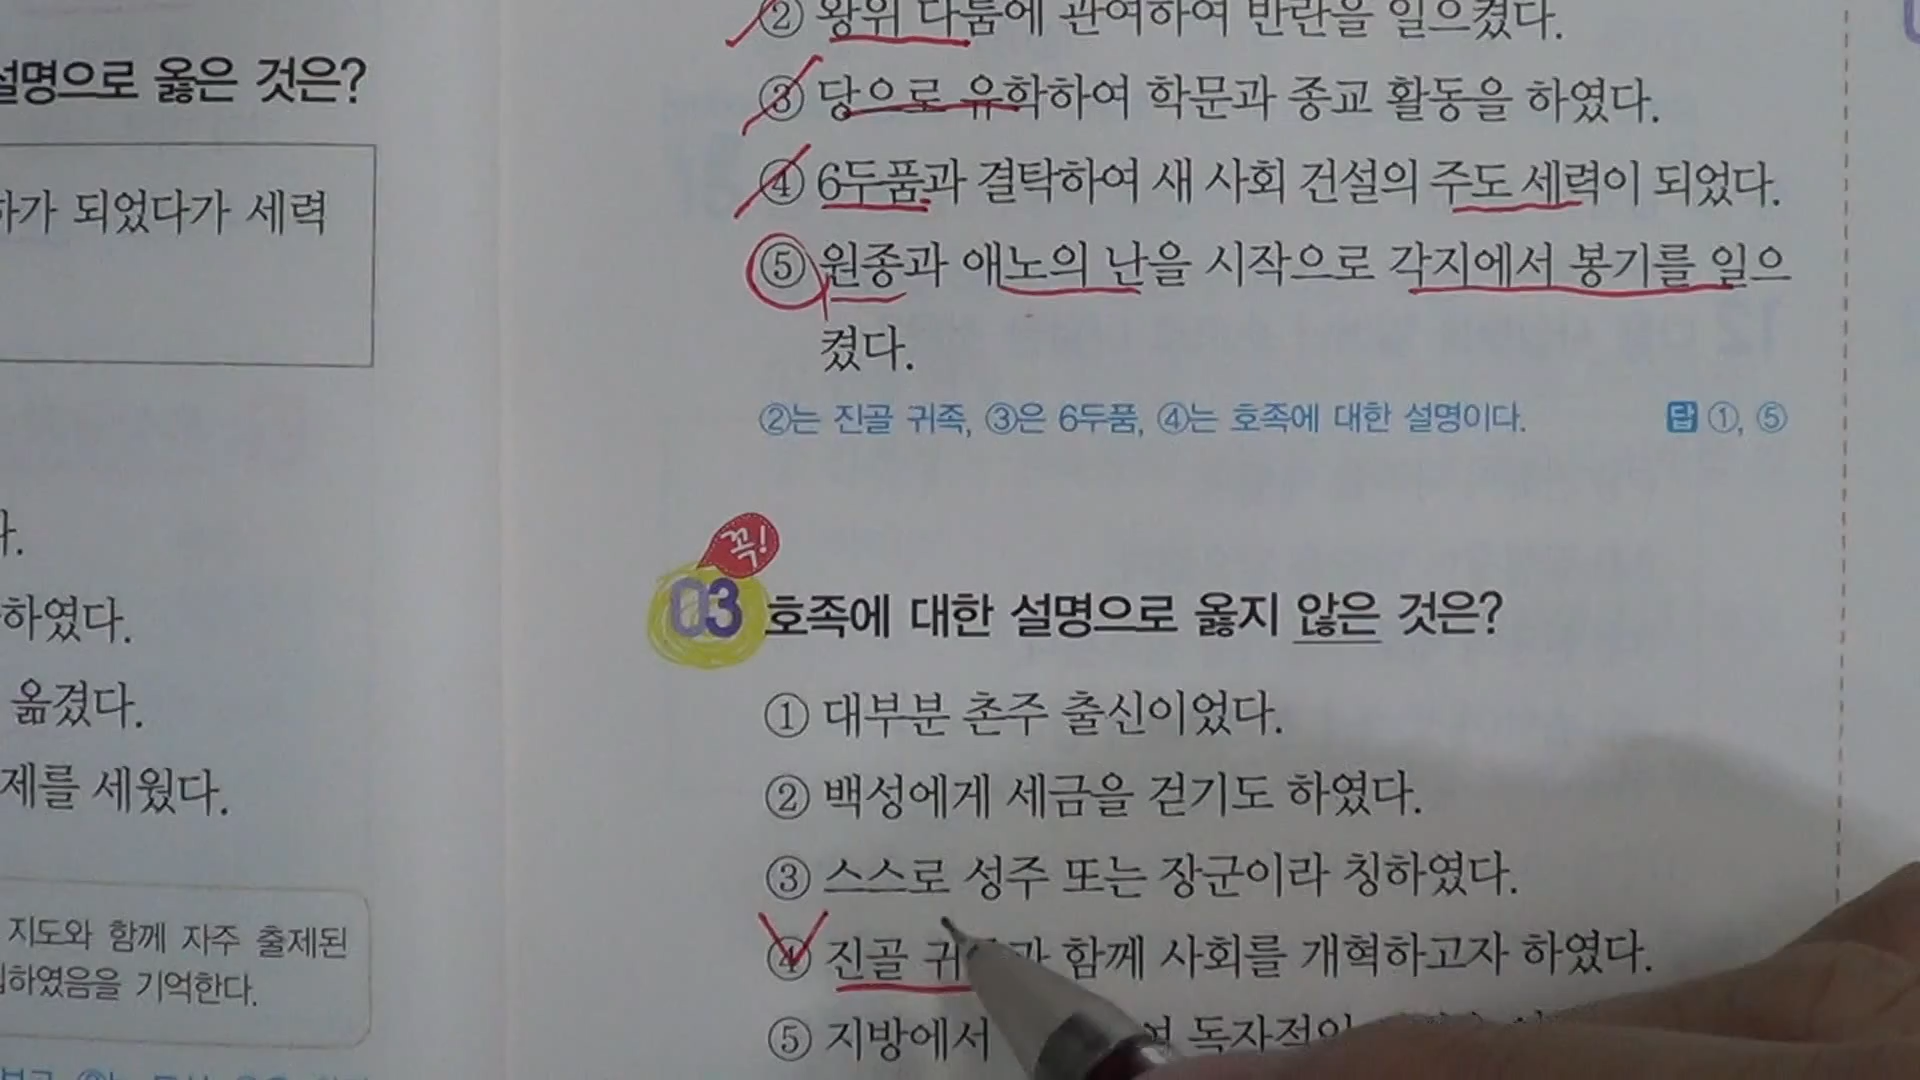 설명으로 옳은 것은?
되었다가 세력
하였다.
옮겼다.
제를 세웠다.
지도와 함께 자주 출제된
하였음을 기억한다.
② 왕위 다툼에 관여하여 반란을 일으켰다.
③ 당으로 유학하여 학문과 종교 활동을 하였다.
④ 6두품과 결탁하여 새 사회 건설의 주도 세력이 되었다.
⑤ 원종과 애노의 난을 시작으로 각지에서 봉기를 일으
켰다.
②는 진골 귀족, ③은 6두품, ④는 호족에 대한 설명이다. 답 ①, ⑤
꼭!
03 호족에 대한 설명으로 옳지 않은 것은?
① 대부분 촌주 출신이었다.
② 백성에게 세금을 걷기도 하였다.
③ 스스로 성주 또는 장군이라 칭하였다.
④ 진골 함께 사회를 개혁하고자 하였다.
⑤ 지방에서